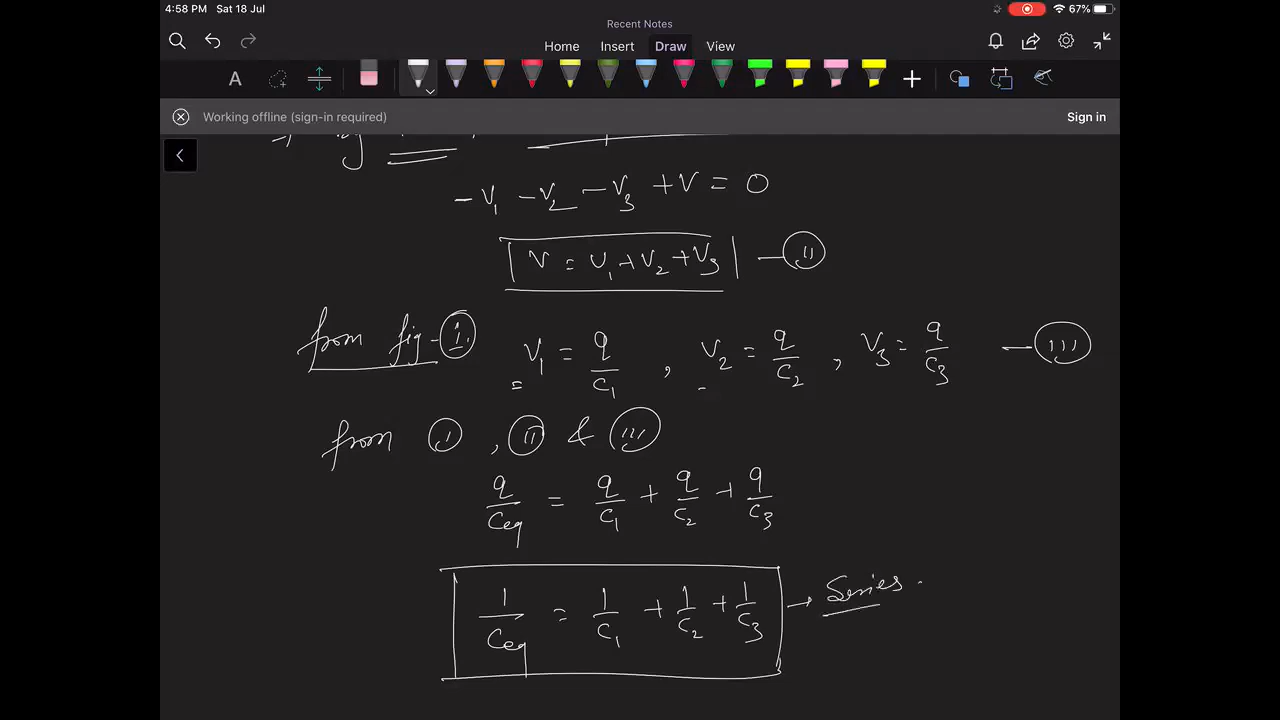 4:58 PM Sat 18 Jul
67%
Recent Notes
Home Insert Draw View
A
Working offline (sign-in required)
Sign in
-V₁ -V₂ -V₃ +V = 0
V = V₁+V₂+V₃ — (ii)
from fig-(i) V₁ = q/C₁ , V₂ = q/C₂ , V₃ = q/C₃ — (iii)
from (i) , (ii) & (iii)
q/Ceq = q/C₁ + q/C₂ + q/C₃
1/Ceq = 1/C₁ + 1/C₂ + 1/C₃ → Series.